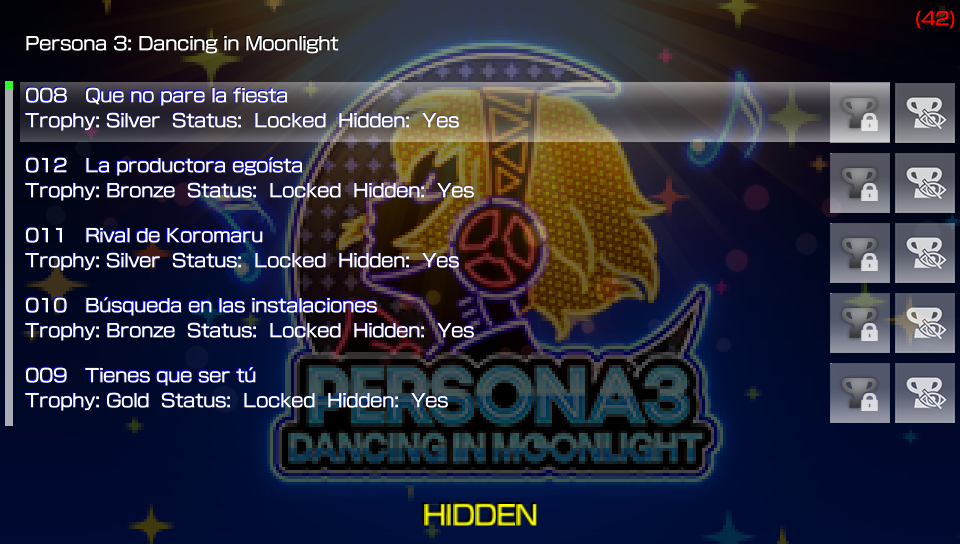 (42)
Persona 3: Dancing in Moonlight
008 Que no pare la fiesta
Trophy: Silver Status: Locked Hidden: Yes
012 La productora egoísta
Trophy: Bronze Status: Locked Hidden: Yes
011 Rival de Koromaru
Trophy: Silver Status: Locked Hidden: Yes
010 Búsqueda en las instalaciones
Trophy: Bronze Status: Locked Hidden: Yes
009 Tienes que ser tú
Trophy: Gold Status: Locked Hidden: Yes
PERSONA3
DANCING IN MOONLIGHT
HIDDEN